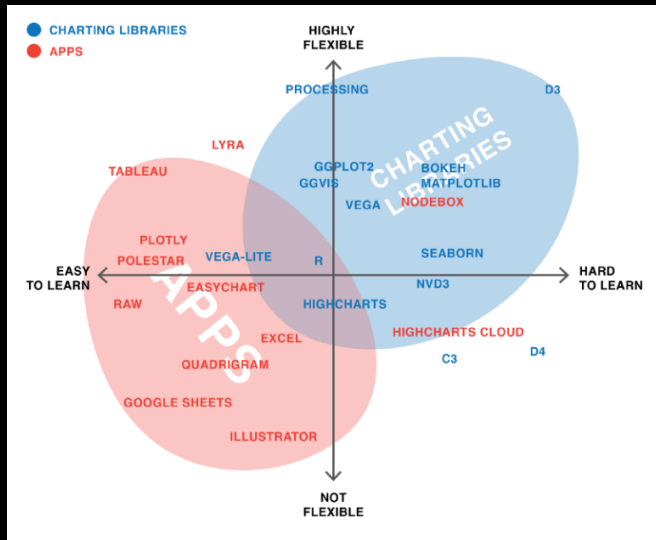 CHARTING LIBRARIES
APPS
HIGHLY
FLEXIBLE
PROCESSING
D3
CHARTING
LIBRARIES
LYRA
TABLEAU
GGPLOT2
BOKEH
GGVIS
MATPLOTLIB
VEGA
NODEBOX
PLOTLY
POLESTAR
VEGA-LITE
R
SEABORN
EASY
TO LEARN
HARD
TO LEARN
APPS
EASYCHART
NVD3
RAW
HIGHCHARTS
EXCEL
HIGHCHARTS CLOUD
C3
D4
QUADRIGRAM
GOOGLE SHEETS
ILLUSTRATOR
NOT
FLEXIBLE